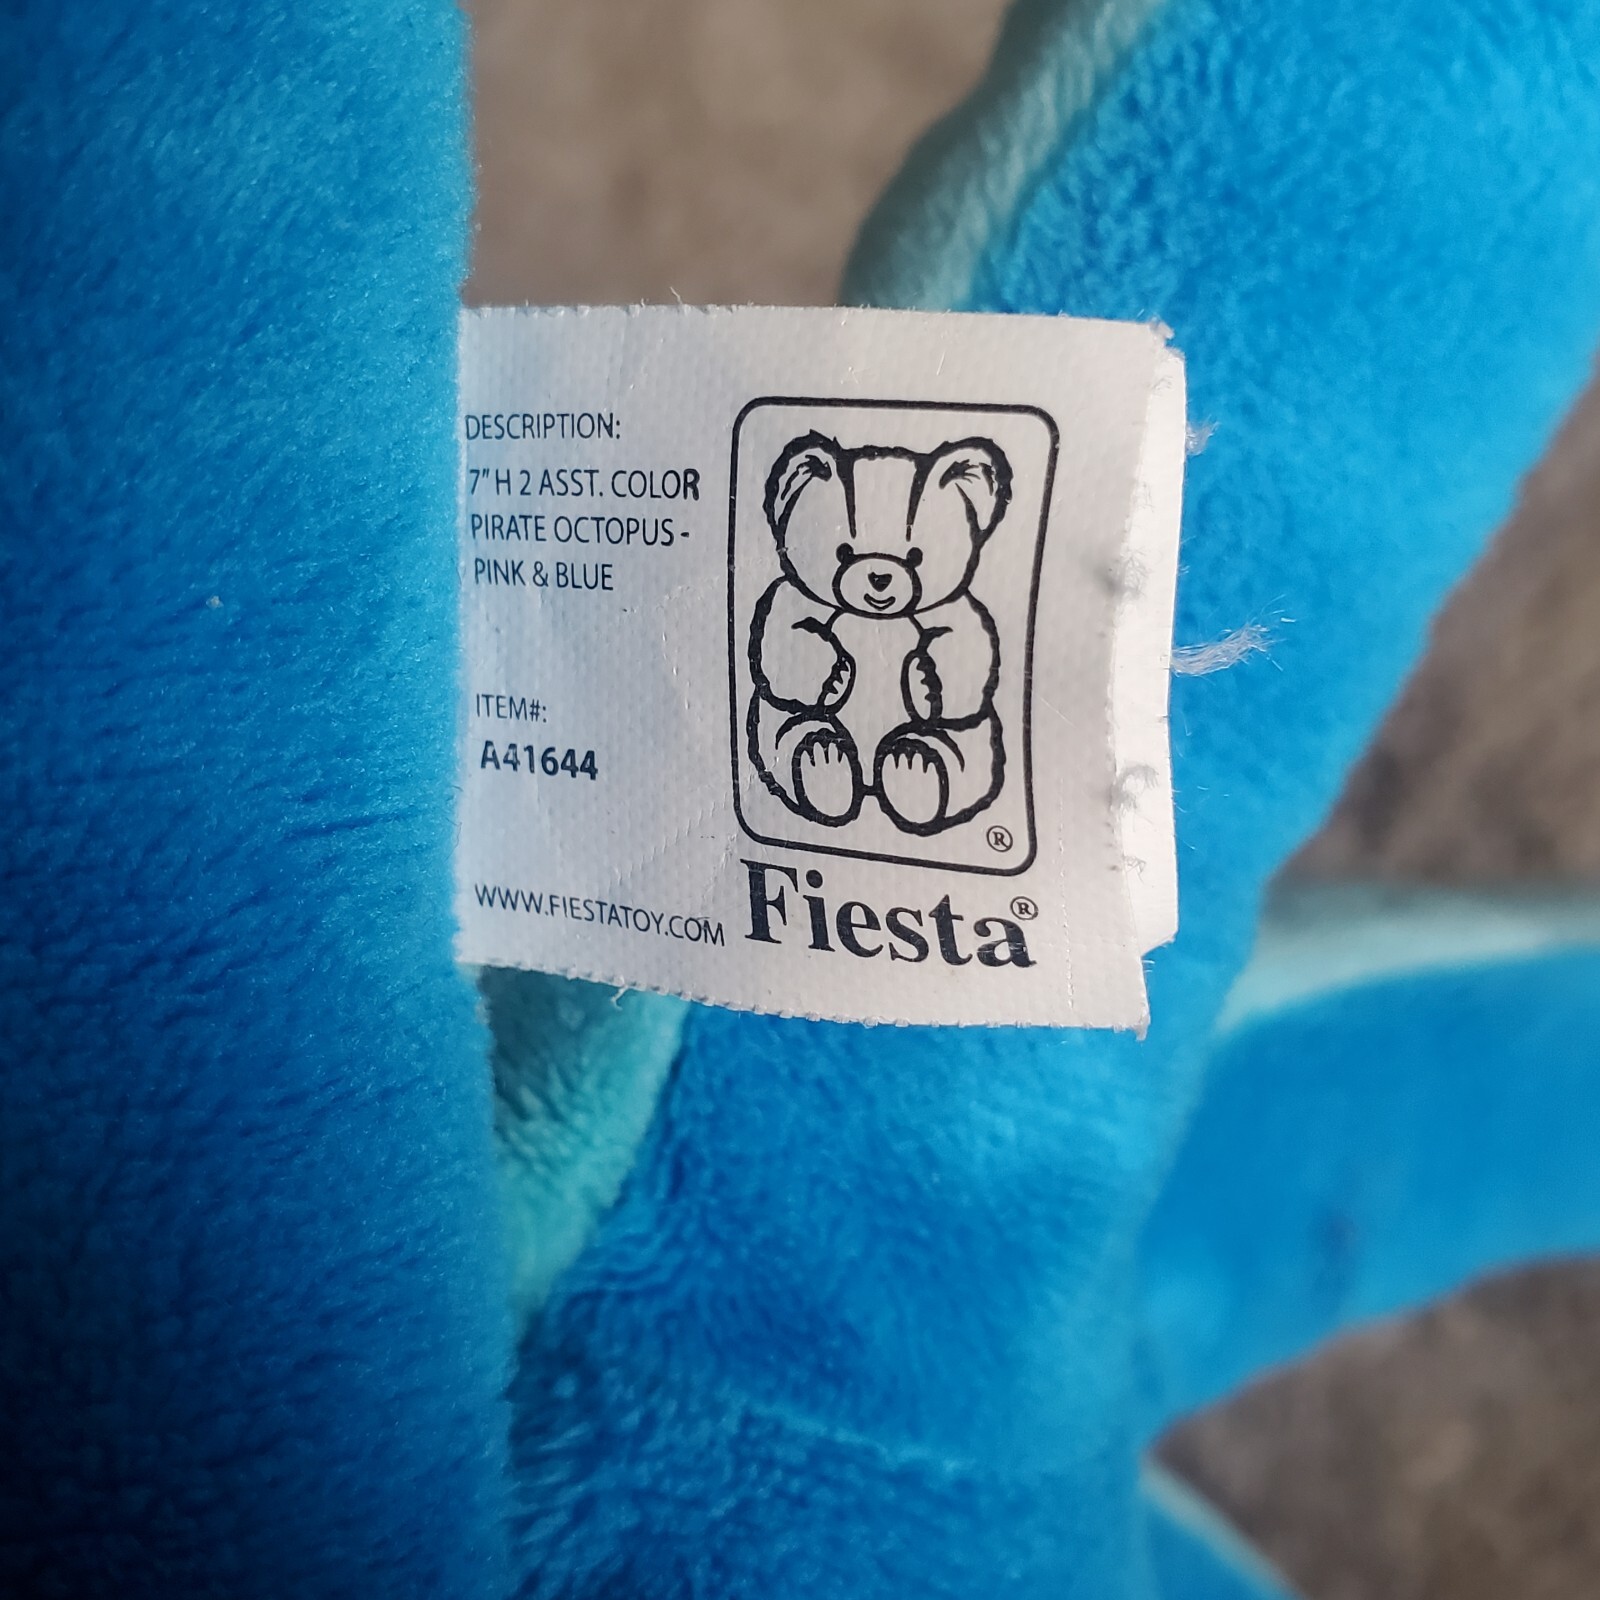 DESCRIPTION:
7"H 2 ASST. COLOR
PIRATE OCTOPUS -
PINK & BLUE
ITEM#:
A41644
WWW.FIESTATOY.COM
®
Fiesta®